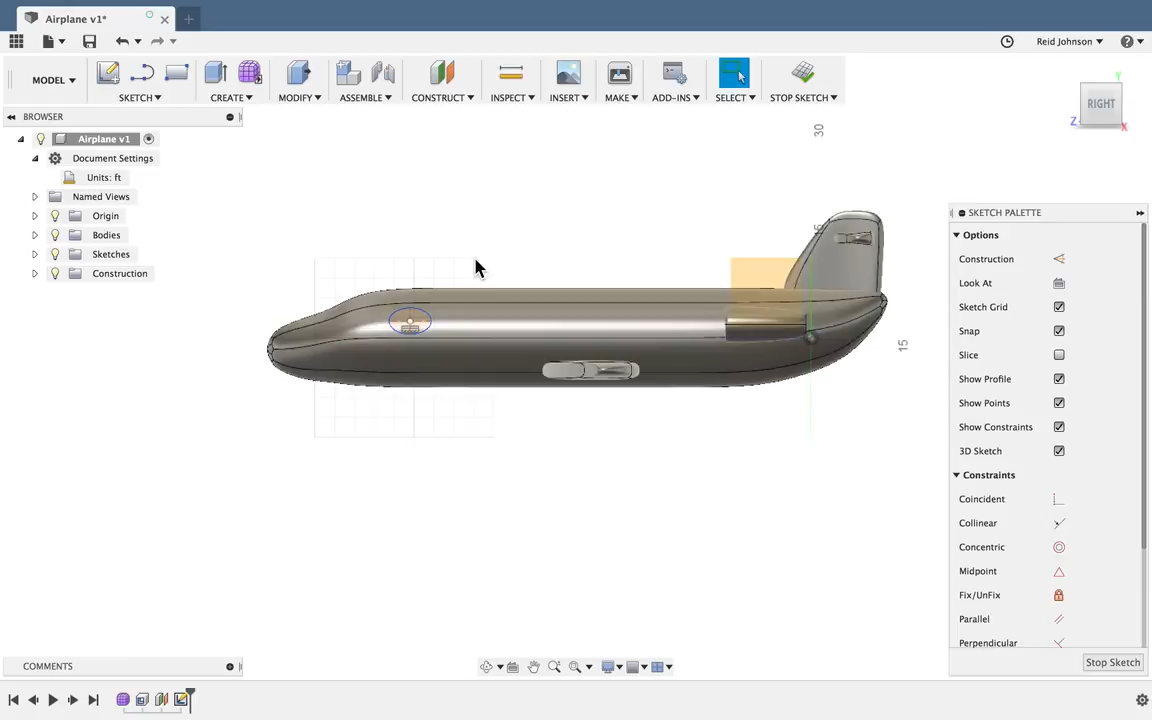 Airplane v1*
Reid Johnson
MODEL
SKETCH
CREATE
MODIFY
ASSEMBLE
CONSTRUCT
INSPECT
INSERT
MAKE
ADD-INS
SELECT
STOP SKETCH
Y
RIGHT
Z
X
BROWSER
Airplane v1
Document Settings
Units: ft
Named Views
Origin
Bodies
Sketches
Construction
30
15
15
SKETCH PALETTE
Options
Construction
Look At
Sketch Grid
Snap
Slice
Show Profile
Show Points
Show Constraints
3D Sketch
Constraints
Coincident
Collinear
Concentric
Midpoint
Fix/UnFix
Parallel
Perpendicular
Stop Sketch
COMMENTS